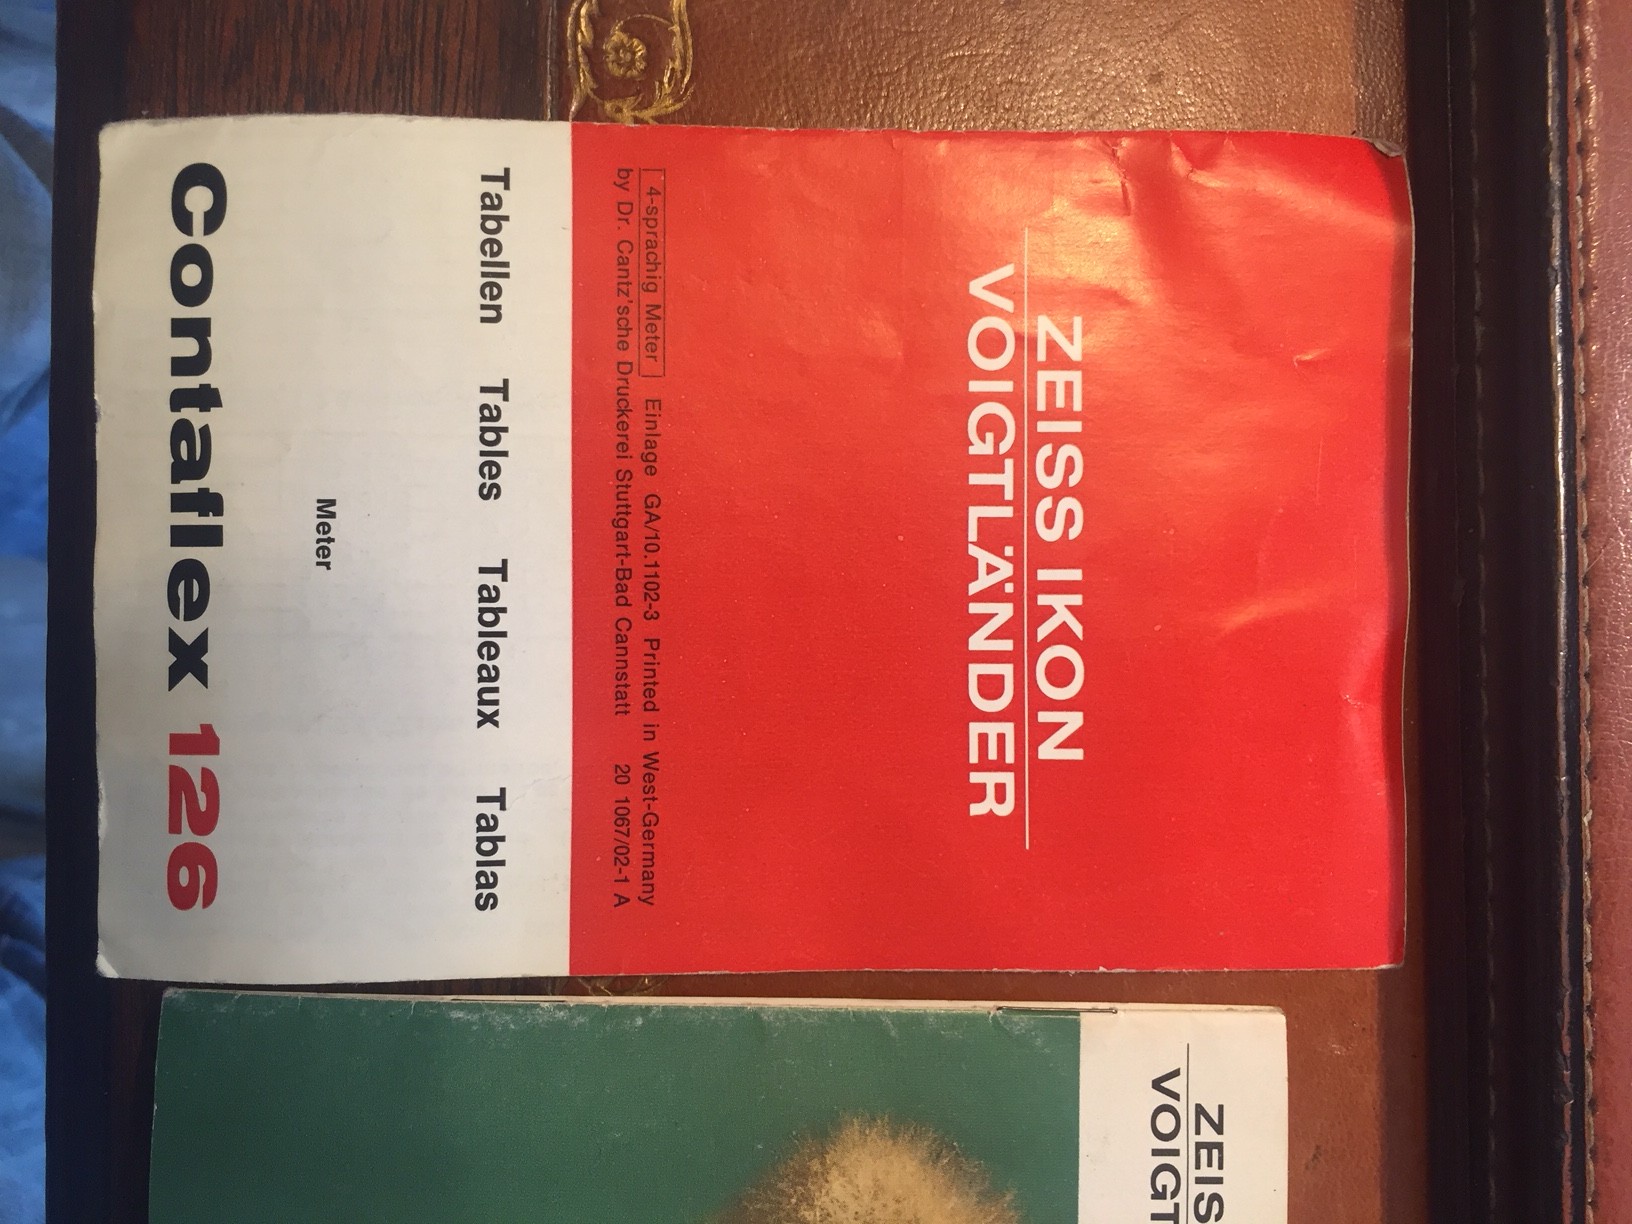 ZEISS IKON
VOIGTLÄNDER
4-sprachig Meter Einlage GA/10.1102-3 Printed in West-Germany
by Dr. Cantz'sche Druckerei Stuttgart-Bad Cannstatt 20 1067/02-1 A
Tabellen Tables Tableaux Tablas
Meter
contaflex 126
ZEIS
VOIGT